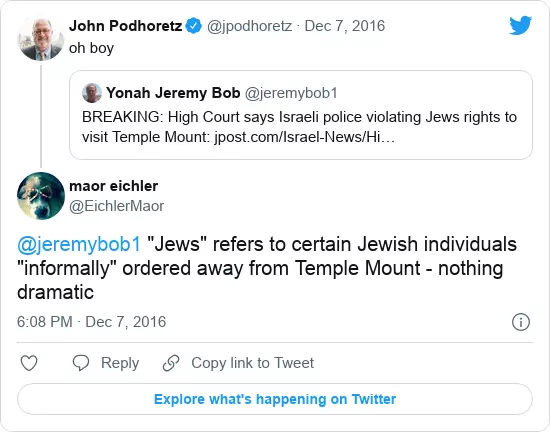 John Podhoretz @jpodhoretz · Dec 7, 2016
oh boy
Yonah Jeremy Bob @jeremybob1
BREAKING: High Court says Israeli police violating Jews rights to
visit Temple Mount: jpost.com/Israel-News/Hi…
maor eichler
@EichlerMaor
@jeremybob1 "Jews" refers to certain Jewish individuals
"informally" ordered away from Temple Mount - nothing
dramatic
6:08 PM · Dec 7, 2016
Reply Copy link to Tweet
Explore what's happening on Twitter